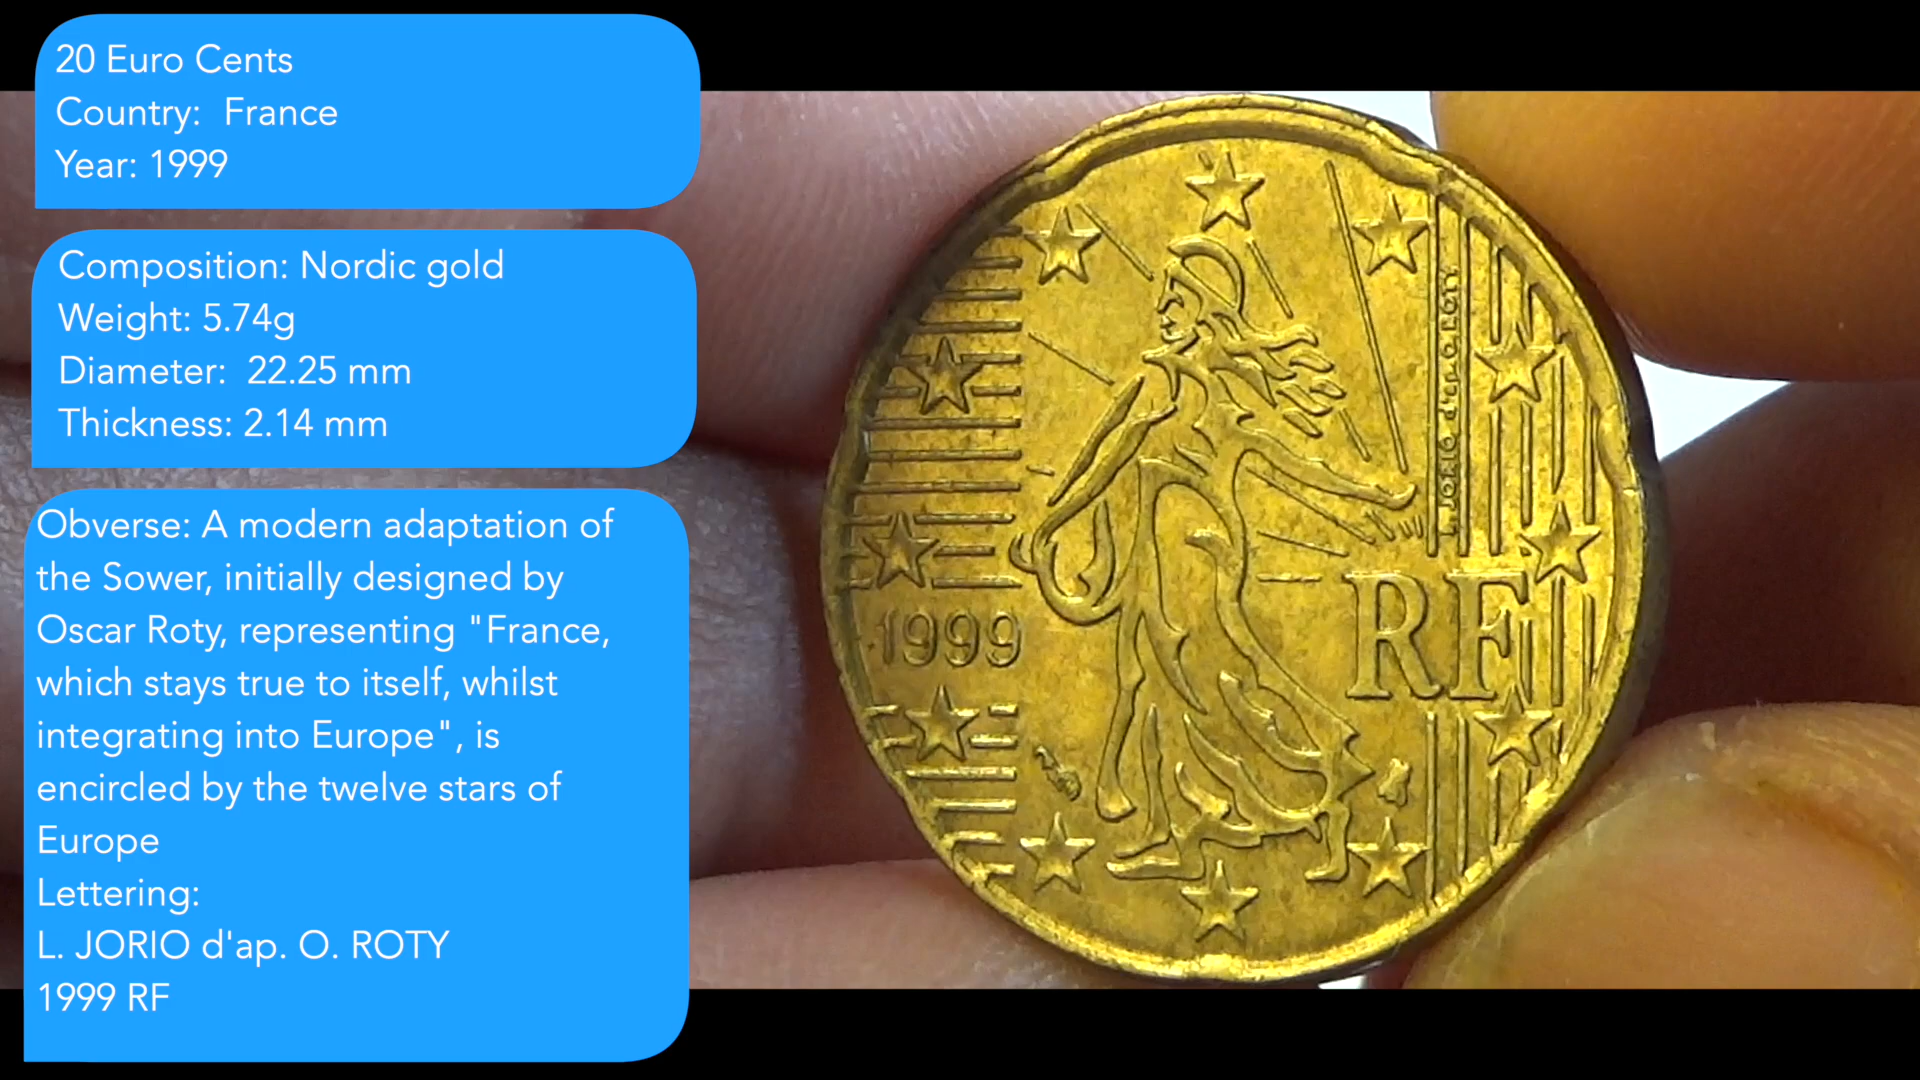 20 Euro Cents
Country: France
Year: 1999
Composition: Nordic gold
Weight: 5.74g
Diameter: 22.25 mm
Thickness: 2.14 mm
Obverse: A modern adaptation of
the Sower, initially designed by
Oscar Roty, representing "France,
which stays true to itself, whilst
integrating into Europe", is
encircled by the twelve stars of
Europe
Lettering:
L. JORIO d'ap. O. ROTY
1999 RF
L. JORIO d'ap. O. ROTY
1999
RF